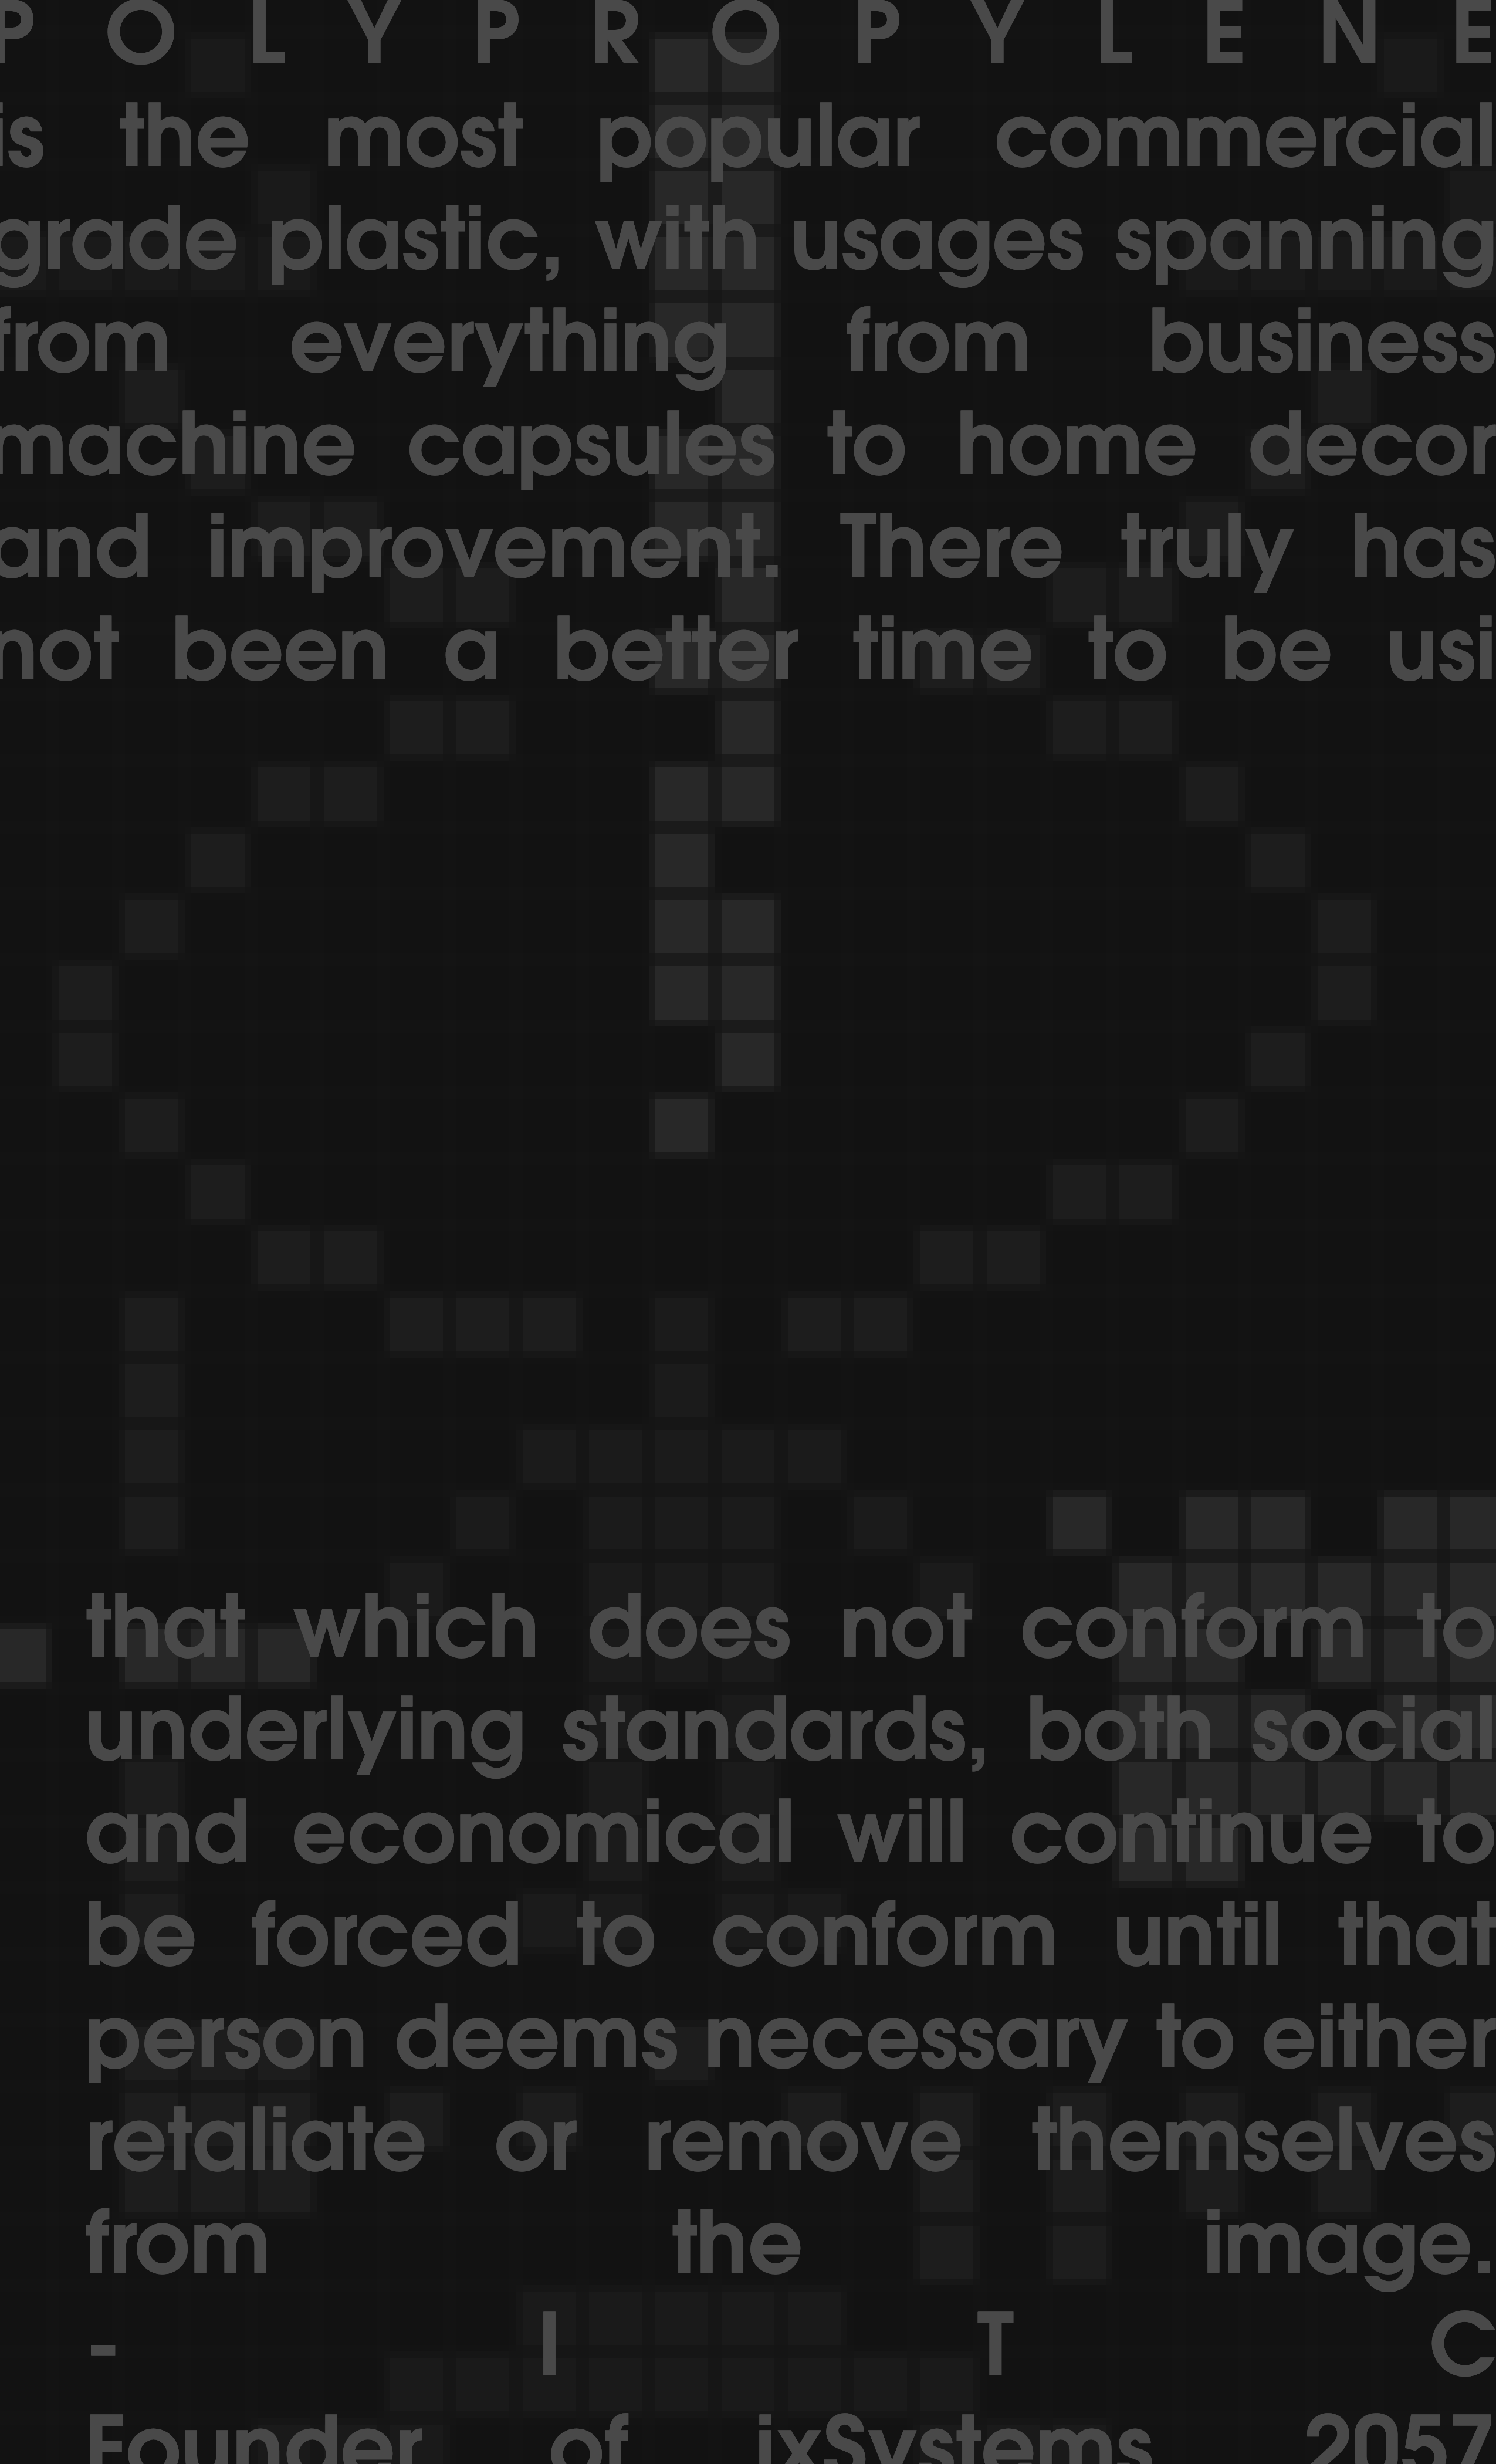 P O L Y P R O P Y L E N E
is the most popular commercial
grade plastic, with usages spanning
from everything from business
machine capsules to home decor
and improvement. There truly has
not been a better time to be usi
that which does not conform to
underlying standards, both social
and economical will continue to
be forced to conform until that
person deems necessary to either
retaliate or remove themselves
from the image.
- I T C
Founder of ixSystems 2057